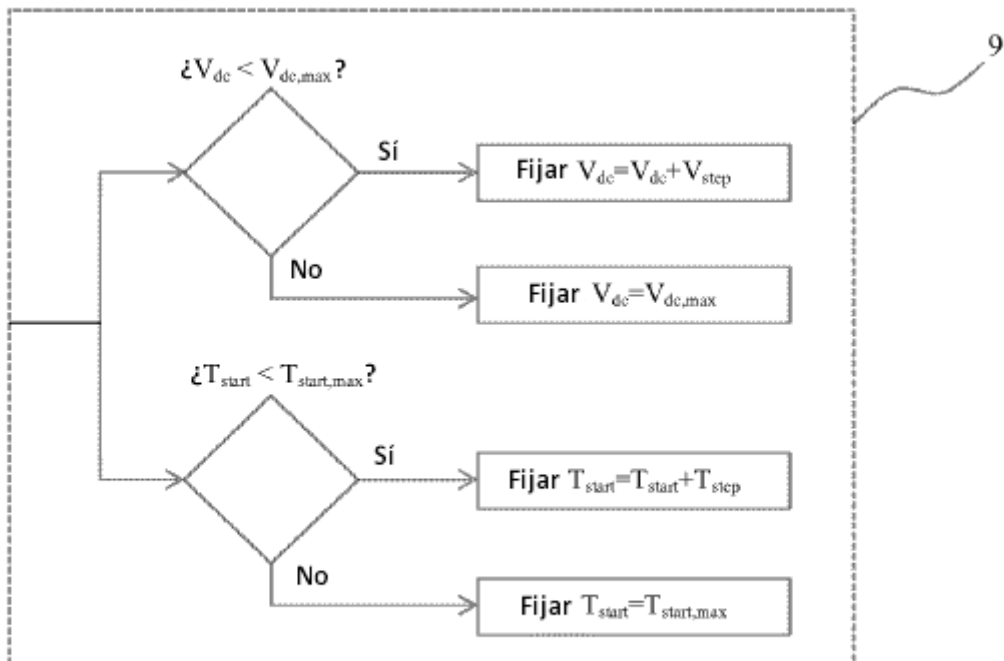 9
¿V_dc < V_dc,max?
Sí
Fijar V_dc=V_dc+V_step
No
Fijar V_dc=V_dc,max
¿T_start < T_start,max?
Sí
Fijar T_start=T_start+T_step
No
Fijar T_start=T_start,max